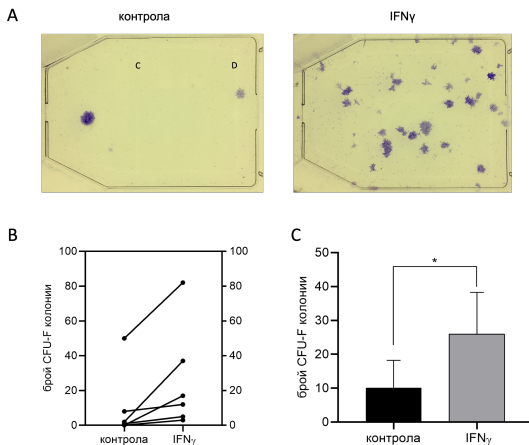 A
контрола
IFNγ
C
D
B
брой CFU-F колонии
100
80
60
40
20
0
100
80
60
40
20
0
контрола
IFNγ
C
брой CFU-F колонии
50
40
30
20
10
0
*
контрола
IFNγ